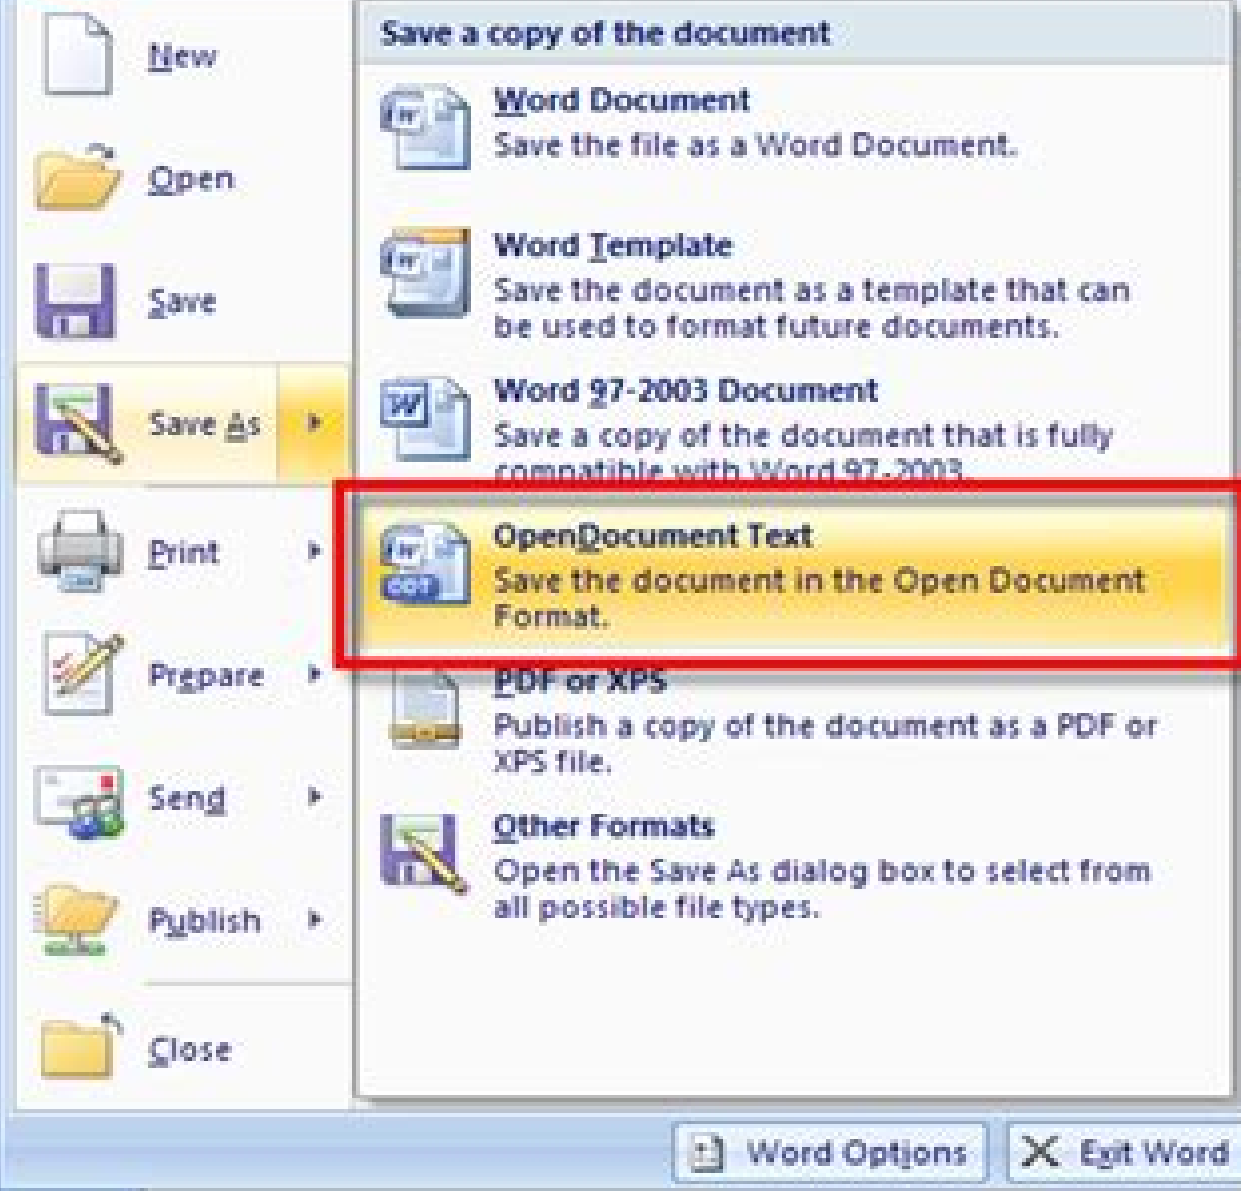 New
Open
Save
Save As
Print
Prepare
Send
Publish
Close
Save a copy of the document
Word Document
Save the file as a Word Document.
Word Template
Save the document as a template that can
be used to format future documents.
Word 97-2003 Document
Save a copy of the document that is fully
compatible with Word 97-2003.
OpenDocument Text
Save the document in the Open Document
Format.
PDF or XPS
Publish a copy of the document as a PDF or
XPS file.
Other Formats
Open the Save As dialog box to select from
all possible file types.
Word Options
Exit Word